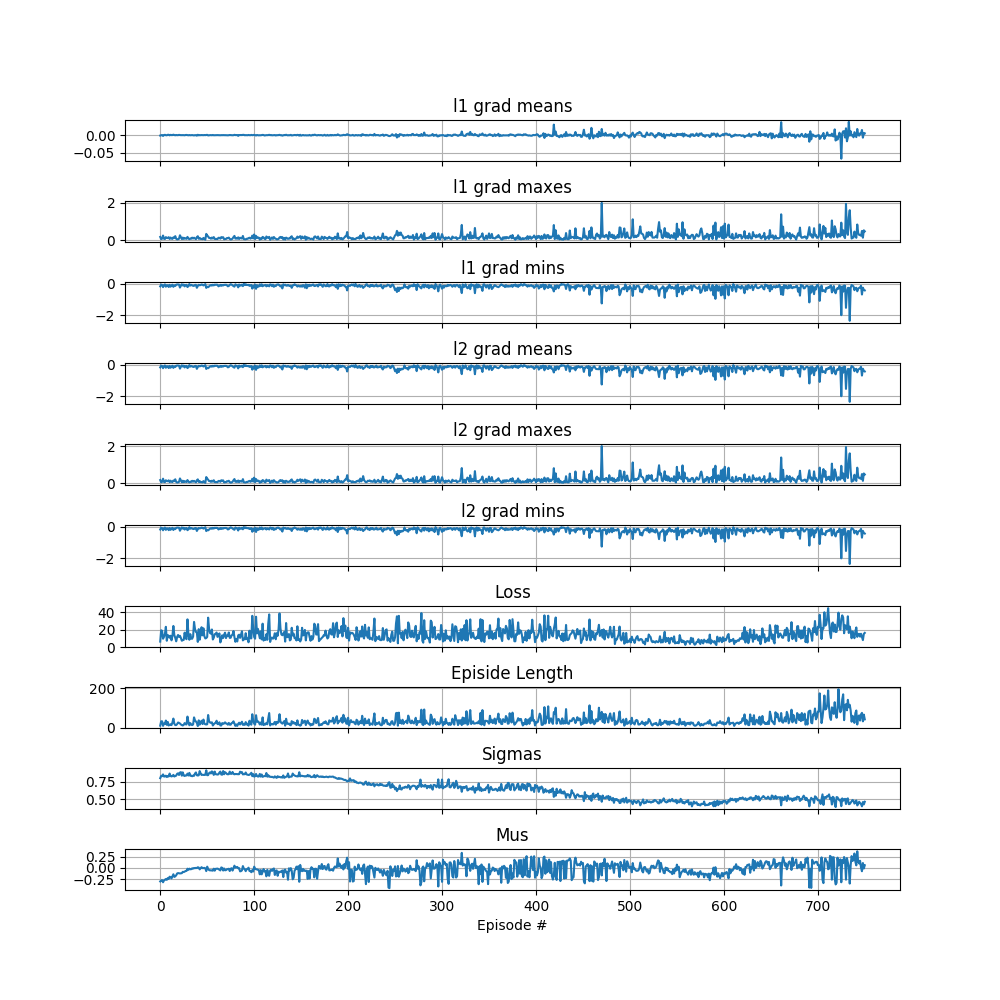 l1 grad means
0.00
−0.05
l1 grad maxes
2
0
l1 grad mins
0
−2
l2 grad means
0
−2
l2 grad maxes
2
0
l2 grad mins
0
−2
Loss
40
20
0
Episide Length
200
0
Sigmas
0.75
0.50
Mus
0.25
0.00
−0.25
0 100 200 300 400 500 600 700
Episode #